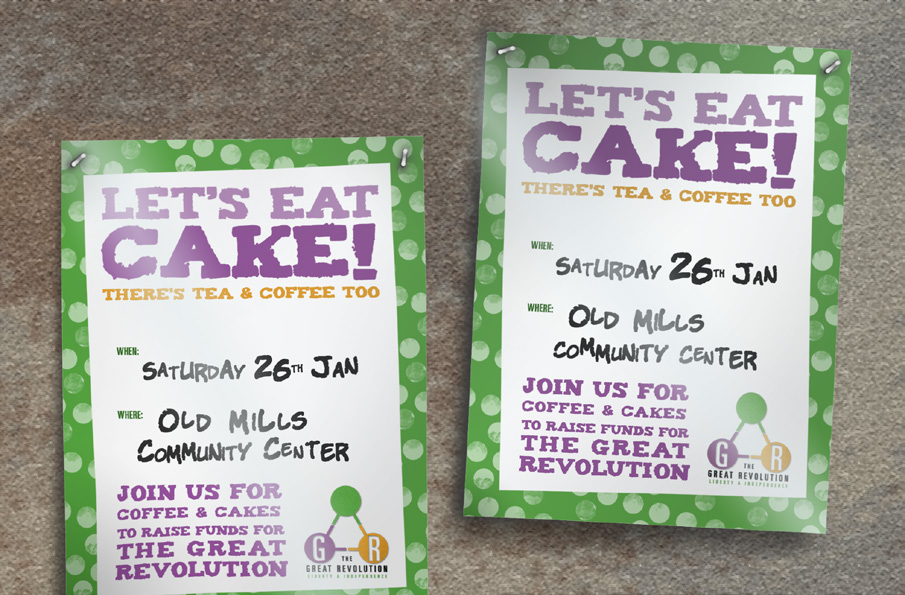 LET'S EAT
CAKE!
THERE'S TEA & COFFEE TOO
WHEN:
SATURDAY 26TH JAN
WHERE:
OLD MILLS
COMMUNITY CENTER
JOIN US FOR
COFFEE & CAKES
TO RAISE FUNDS FOR
THE GREAT
REVOLUTION
G R
THE
GREAT REVOLUTION
LIBERTY & INDEPENDENCE
LET'S EAT
CAKE!
THERE'S TEA & COFFEE TOO
WHEN:
SATURDAY 26TH JAN
WHERE:
OLD MILLS
COMMUNITY CENTER
JOIN US FOR
COFFEE & CAKES
TO RAISE FUNDS FOR
THE GREAT
REVOLUTION
G R
THE
GREAT REVOLUTION
LIBERTY & INDEPENDENCE